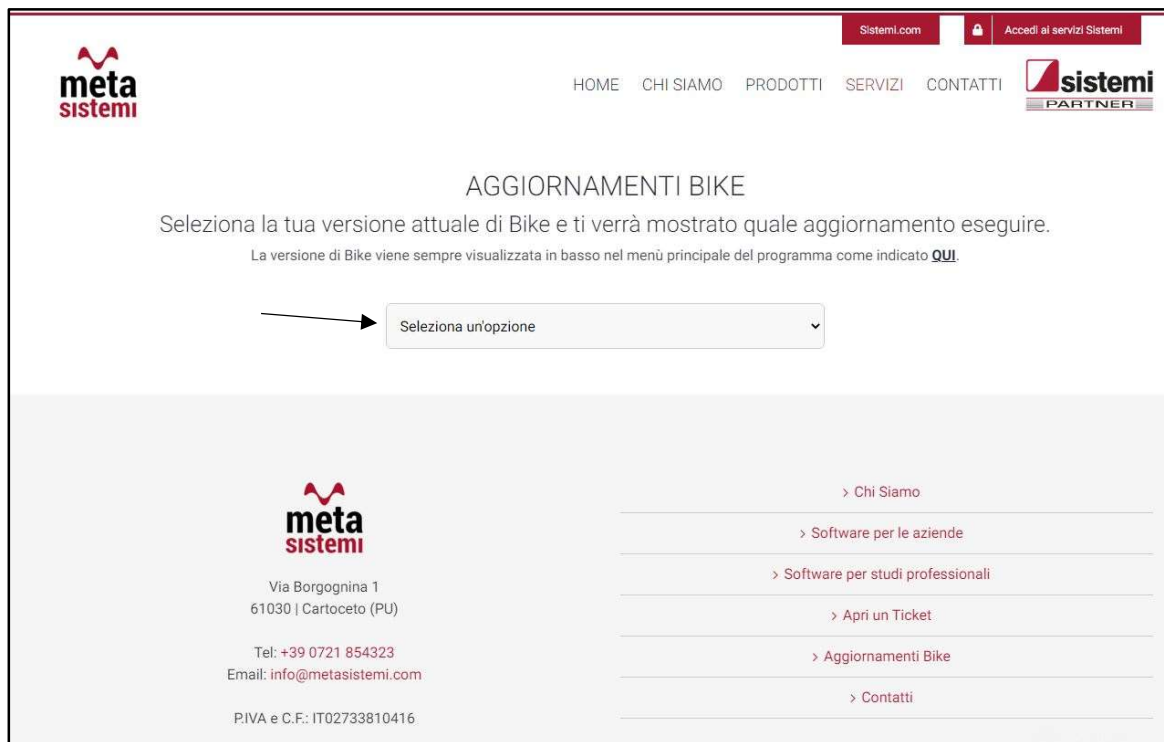 Sistemi.com
Accedi ai servizi Sistemi
meta
sistemi
HOME CHI SIAMO PRODOTTI SERVIZI CONTATTI
sistemi
PARTNER
AGGIORNAMENTI BIKE
Seleziona la tua versione attuale di Bike e ti verrà mostrato quale aggiornamento eseguire.
La versione di Bike viene sempre visualizzata in basso nel menù principale del programma come indicato QUI.
Seleziona un'opzione
meta
sistemi
Via Borgognina 1
61030 | Cartoceto (PU)
Tel: +39 0721 854323
Email: info@metasistemi.com
P.IVA e C.F.: IT02733810416
> Chi Siamo
> Software per le aziende
> Software per studi professionali
> Apri un Ticket
> Aggiornamenti Bike
> Contatti